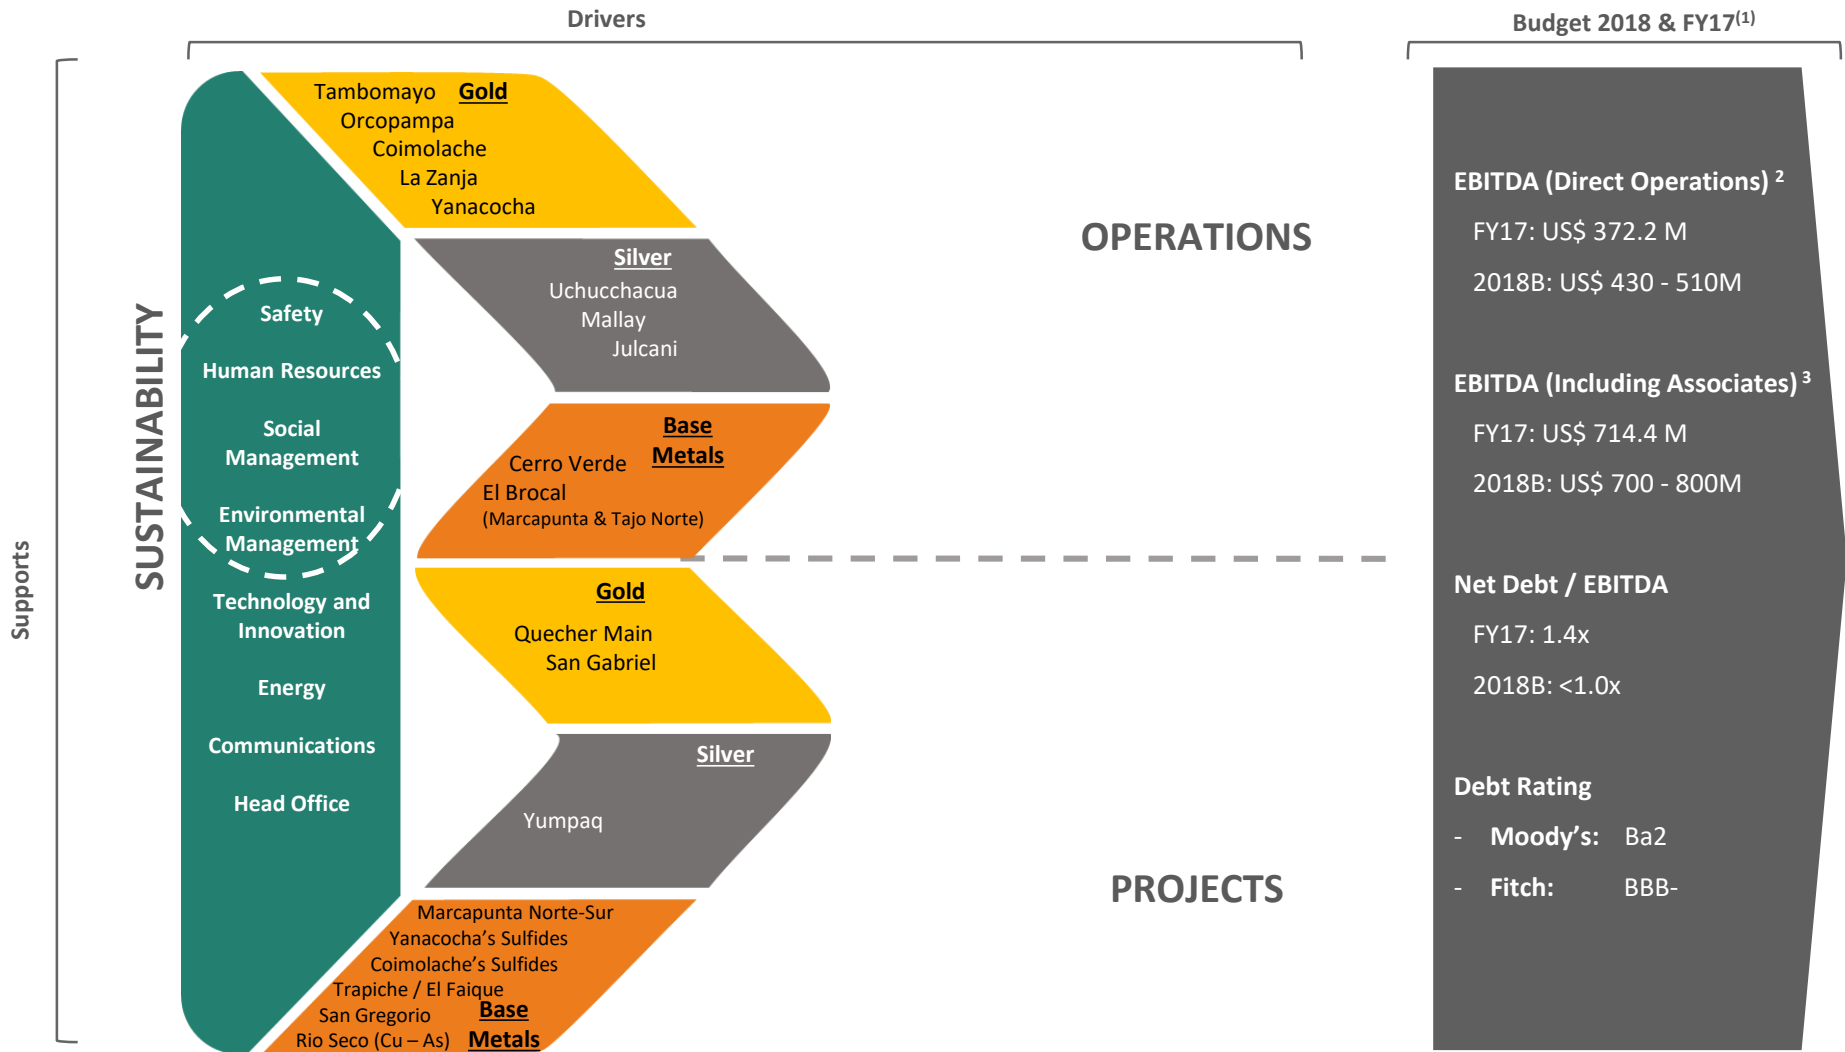 Drivers
Budget 2018 & FY17(1)
Supports
SUSTAINABILITY
Safety
Human Resources
Social
Management
Environmental
Management
Technology and
Innovation
Energy
Communications
Head Office
Tambomayo Gold
Orcopampa
Coimolache
La Zanja
Yanacocha
Silver
Uchucchacua
Mallay
Julcani
Base
Metals
Cerro Verde
El Brocal
(Marcapunta & Tajo Norte)
OPERATIONS
Gold
Quecher Main
San Gabriel
Silver
Yumpaq
Marcapunta Norte-Sur
Yanacocha's Sulfides
Coimolache's Sulfides
Trapiche / El Faique
San Gregorio
Rio Seco (Cu – As)
Base
Metals
PROJECTS
EBITDA (Direct Operations) 2
FY17: US$ 372.2 M
2018B: US$ 430 - 510M
EBITDA (Including Associates) 3
FY17: US$ 714.4 M
2018B: US$ 700 - 800M
Net Debt / EBITDA
FY17: 1.4x
2018B: <1.0x
Debt Rating
- Moody's: Ba2
- Fitch: BBB-